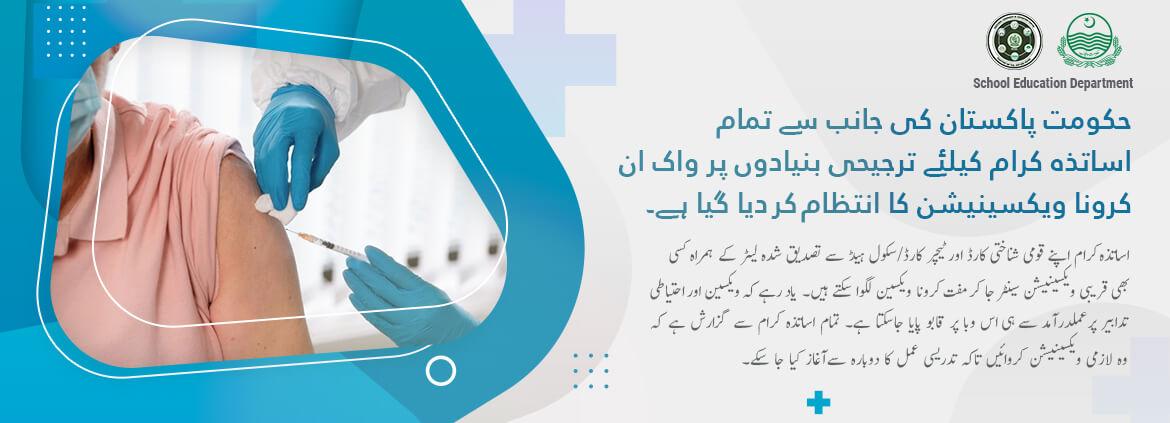 School Education Department
حکومت پاکستان کی جانب سے تمام
اساتذہ کرام کیلئے ترجیحی بنیادوں پر واک ان
کرونا ویکسینیشن کا انتظام کر دیا گیا ہے۔
اساتذہ کرام اپنے قومی شناختی کارڈ اور ٹیچر کارڈ/سکول ہیڈ سے تصدیق شدہ لیٹر کے ہمراہ کسی
بھی قریبی ویکسینیشن سینٹر جا کر مفت کرونا ویکسین لگوا سکتے ہیں۔ یاد رہے کہ ویکسین اور احتیاطی
تدابیر پر عملدرآمد سے ہی اس وبا پر قابو پایا جاسکتا ہے۔ تمام اساتذہ کرام سے گزارش ہے کہ
وہ لازمی ویکسینیشن کروائیں تاکہ تدریسی عمل کا دوبارہ سے آغاز کیا جا سکے۔